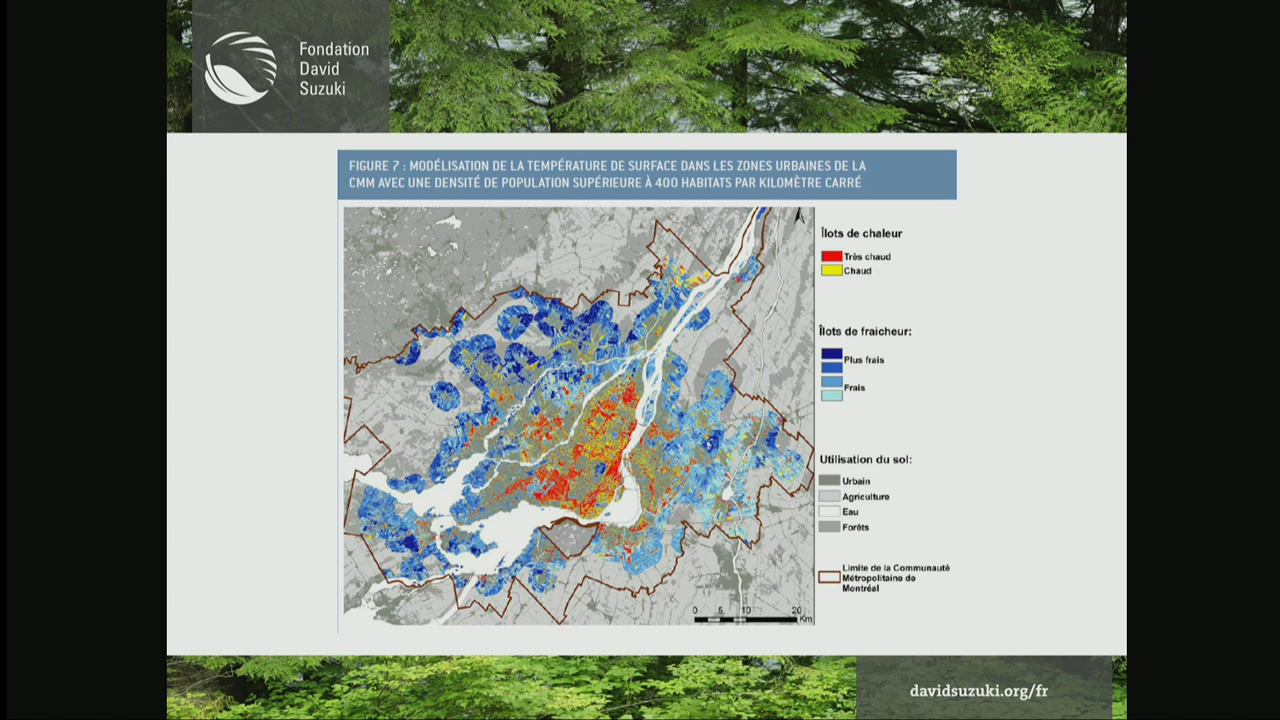 Fondation
David
Suzuki
FIGURE 7 : MODÉLISATION DE LA TEMPÉRATURE DE SURFACE DANS LES ZONES URBAINES DE LA
CMM AVEC UNE DENSITÉ DE POPULATION SUPÉRIEURE À 400 HABITATS PAR KILOMÈTRE CARRÉ
Îlots de chaleur
Très chaud
Chaud
Îlots de fraicheur:
Plus frais
Frais
Utilisation du sol:
Urbain
Agriculture
Eau
Forêts
Limite de la Communauté
Métropolitaine de
Montréal
0 5 10 20
Km
davidsuzuki.org/fr